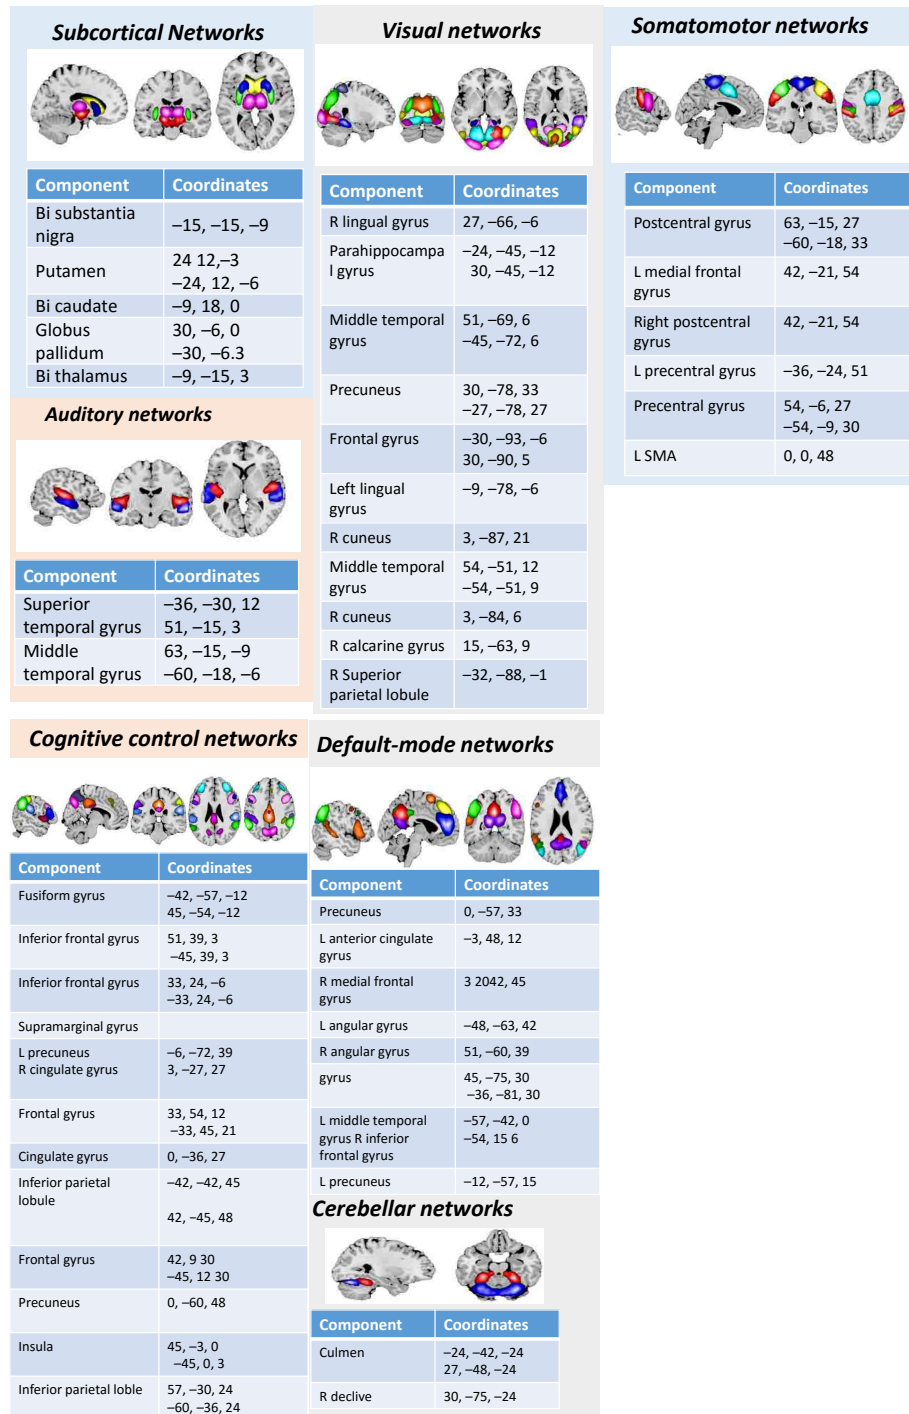 Subcortical Networks
Component Coordinates
Bi substantia
nigra
–15, –15, –9
Putamen
24 12,–3
–24, 12, –6
Bi caudate –9, 18, 0
Globus
pallidum
30, –6, 0
–30, –6.3
Bi thalamus –9, –15, 3
Auditory networks
Component Coordinates
Superior
temporal gyrus
–36, –30, 12
51, –15, 3
Middle
temporal gyrus
63, –15, –9
–60, –18, –6
Visual networks
Component Coordinates
R lingual gyrus 27, –66, –6
Parahippocampa
l gyrus
–24, –45, –12
30, –45, –12
Middle temporal
gyrus
51, –69, 6
–45, –72, 6
Precuneus
30, –78, 33
–27, –78, 27
Frontal gyrus
–30, –93, –6
30, –90, 5
Left lingual
gyrus
–9, –78, –6
R cuneus 3, –87, 21
Middle temporal
gyrus
54, –51, 12
–54, –51, 9
R cuneus 3, –84, 6
R calcarine gyrus 15, –63, 9
R Superior
parietal lobule
–32, –88, –1
Somatomotor networks
Component Coordinates
Postcentral gyrus
63, –15, 27
–60, –18, 33
L medial frontal
gyrus
42, –21, 54
Right postcentral
gyrus
42, –21, 54
L precentral gyrus –36, –24, 51
Precentral gyrus
54, –6, 27
–54, –9, 30
L SMA 0, 0, 48
Cognitive control networks
Component Coordinates
Fusiform gyrus
–42, –57, –12
45, –54, –12
Inferior frontal gyrus
51, 39, 3
–45, 39, 3
Inferior frontal gyrus
33, 24, –6
–33, 24, –6
Supramarginal gyrus
L precuneus
R cingulate gyrus
–6, –72, 39
3, –27, 27
Frontal gyrus
33, 54, 12
–33, 45, 21
Cingulate gyrus 0, –36, 27
Inferior parietal
lobule
–42, –42, 45
42, –45, 48
Frontal gyrus
42, 9 30
–45, 12 30
Precuneus 0, –60, 48
Insula
45, –3, 0
–45, 0, 3
Inferior parietal loble
57, –30, 24
–60, –36, 24
Default-mode networks
Component Coordinates
Precuneus 0, –57, 33
L anterior cingulate
gyrus
–3, 48, 12
R medial frontal
gyrus
3 2042, 45
L angular gyrus –48, –63, 42
R angular gyrus 51, –60, 39
gyrus
45, –75, 30
–36, –81, 30
L middle temporal
gyrus R inferior
frontal gyrus
–57, –42, 0
–54, 15 6
L precuneus –12, –57, 15
Cerebellar networks
Component Coordinates
Culmen
–24, –42, –24
27, –48, –24
R declive 30, –75, –24